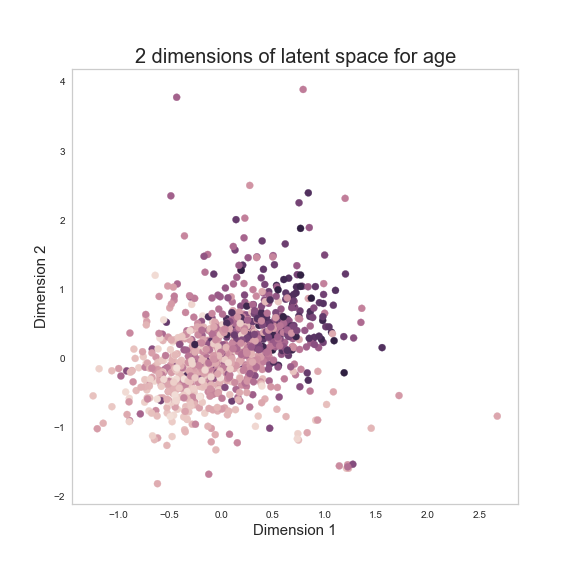 2 dimensions of latent space for age
4
3
2
1
0
−1
−2
Dimension 2
−1.0 −0.5 0.0 0.5 1.0 1.5 2.0 2.5
Dimension 1